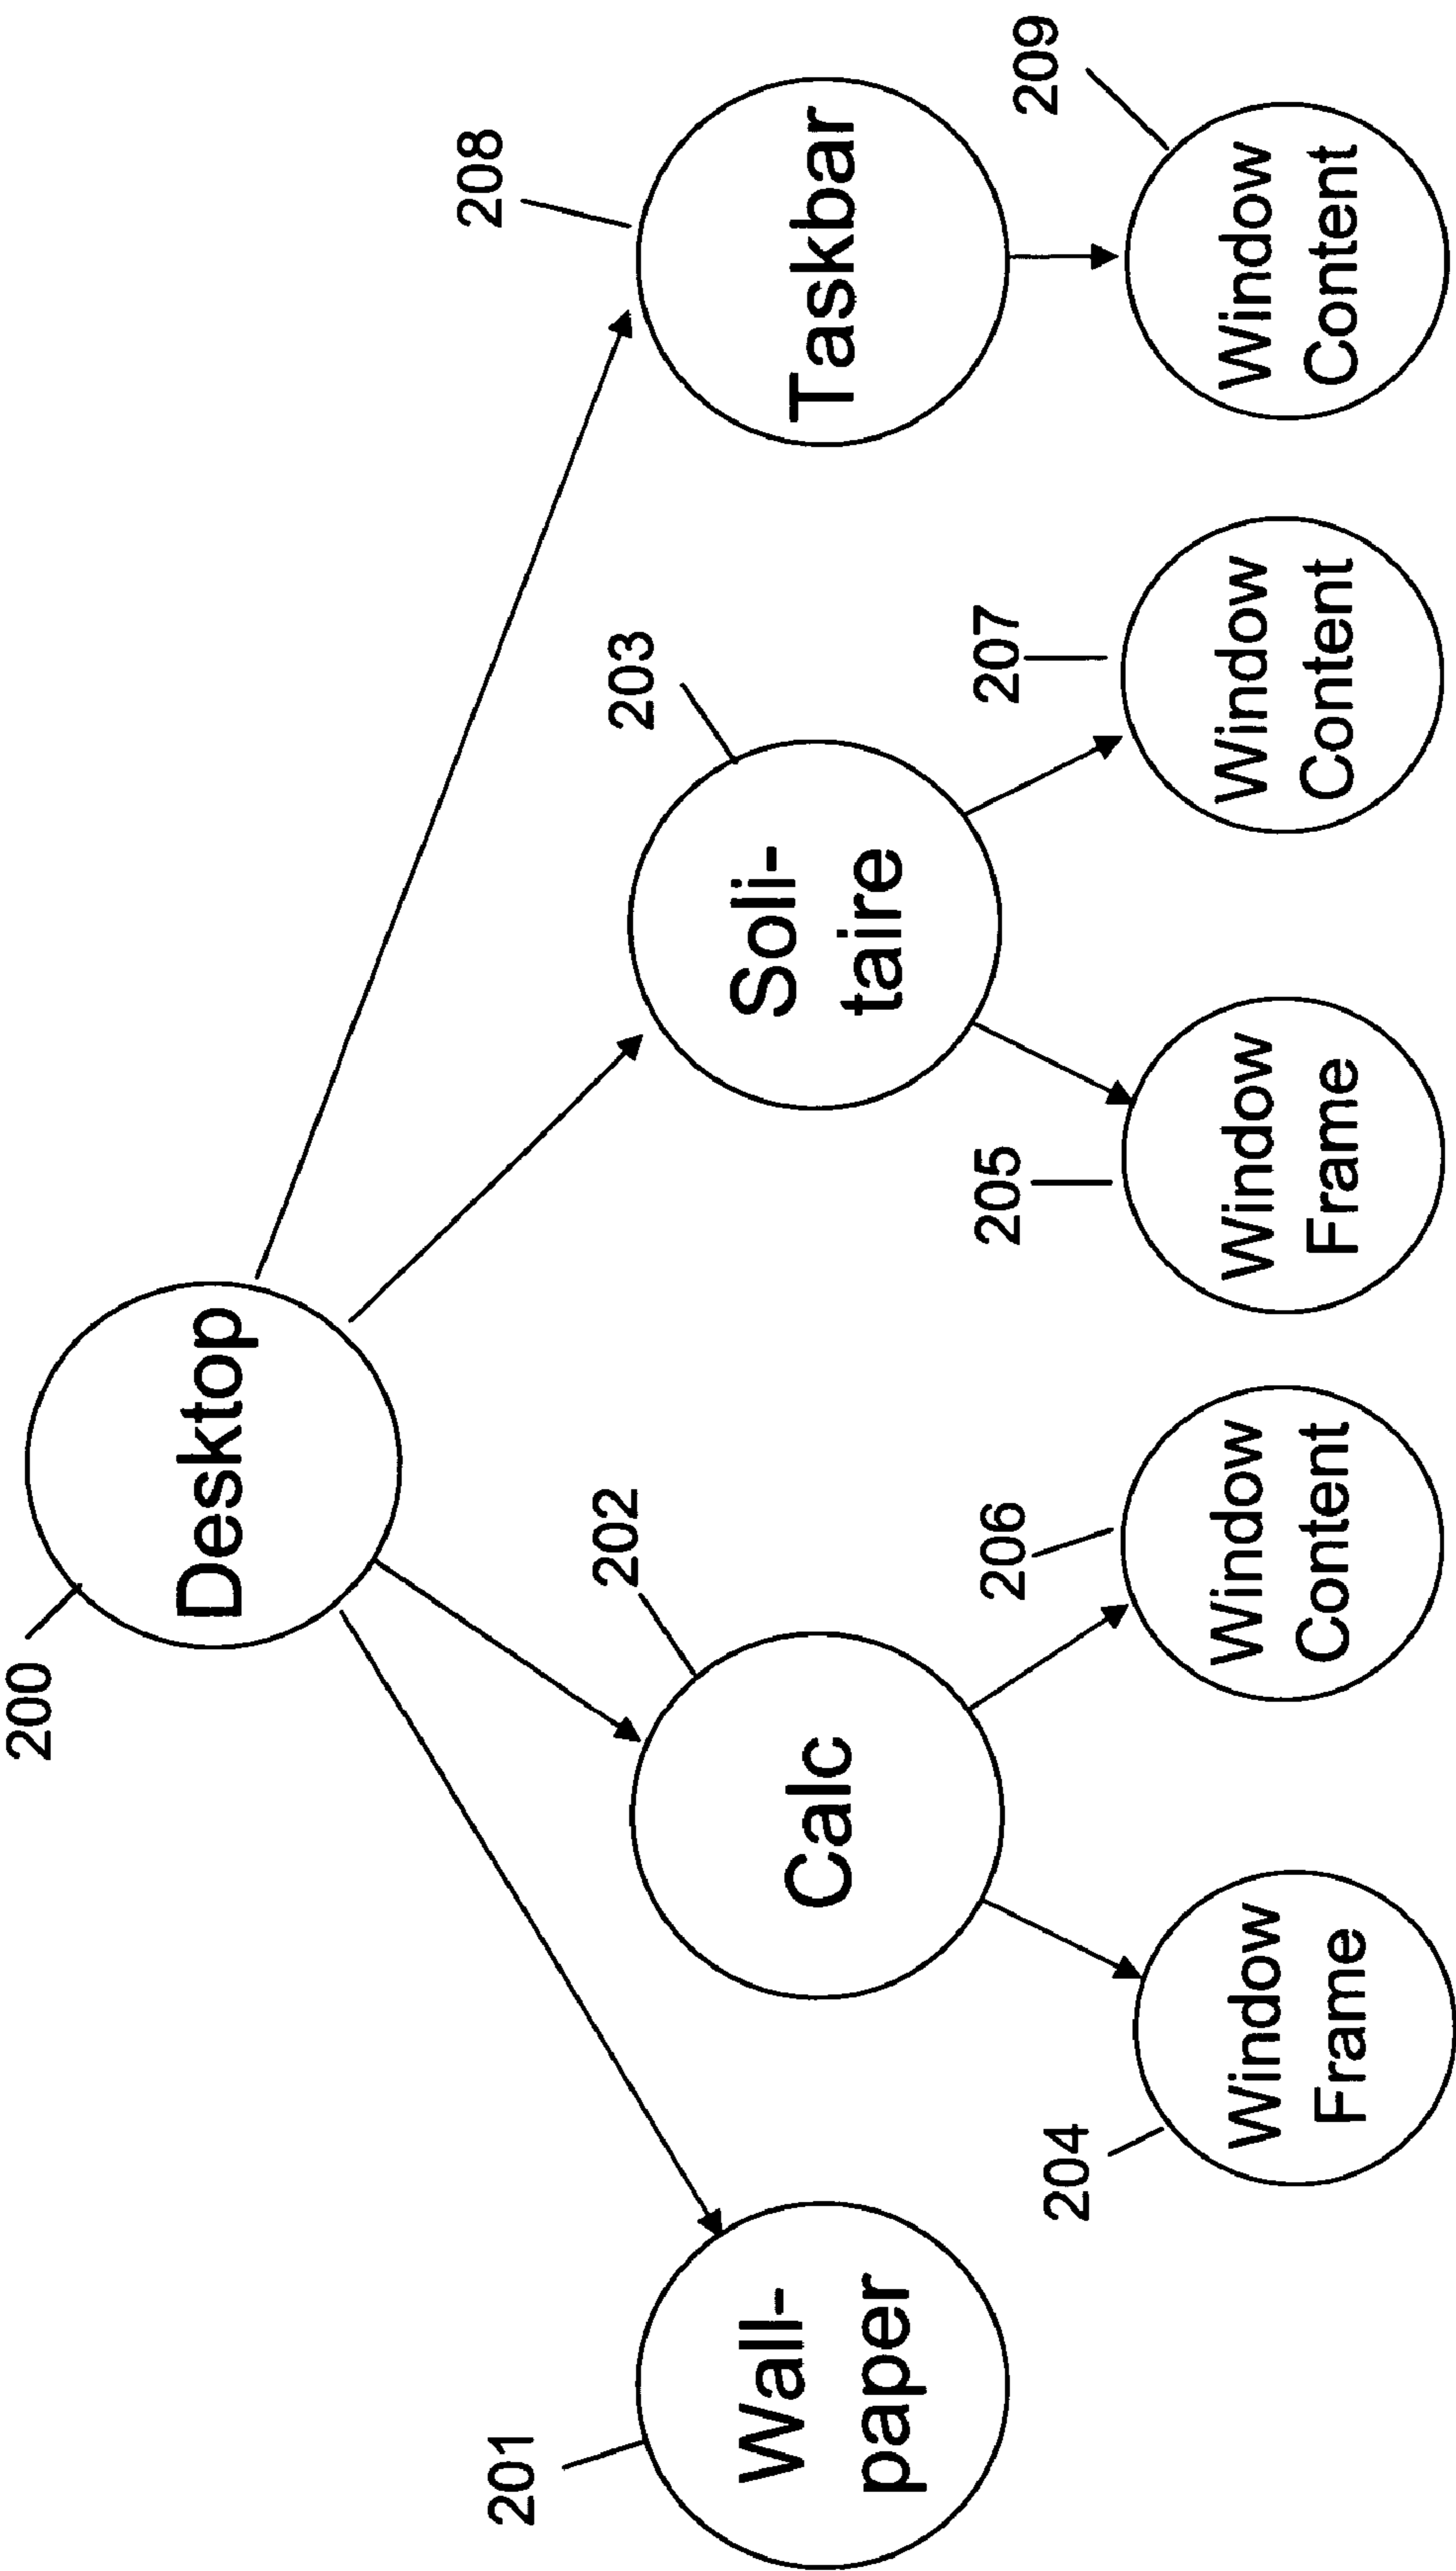 200
Desktop
201
Wall-
paper
202
Calc
203
Soli-
taire
208
Taskbar
204
Window
Frame
206
Window
Content
205
Window
Frame
207
Window
Content
209
Window
Content